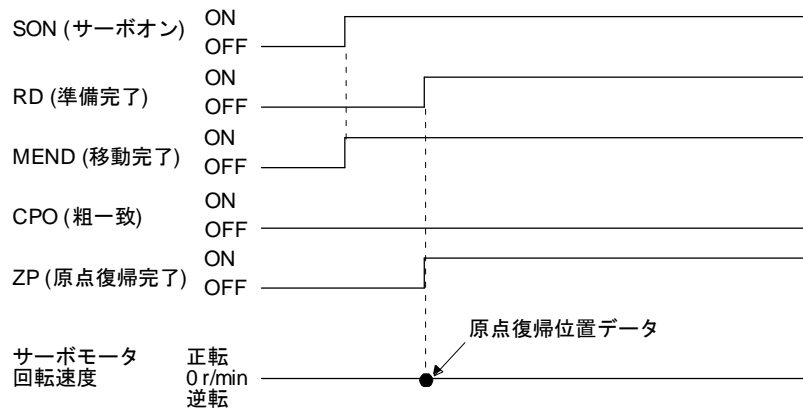 SON (サーボオン) ON
OFF
RD (準備完了) ON
OFF
MEND (移動完了) ON
OFF
CPO (粗一致) ON
OFF
ZP (原点復帰完了) ON
OFF
原点復帰位置データ
サーボモータ
回転速度
正転
0 r/min
逆転